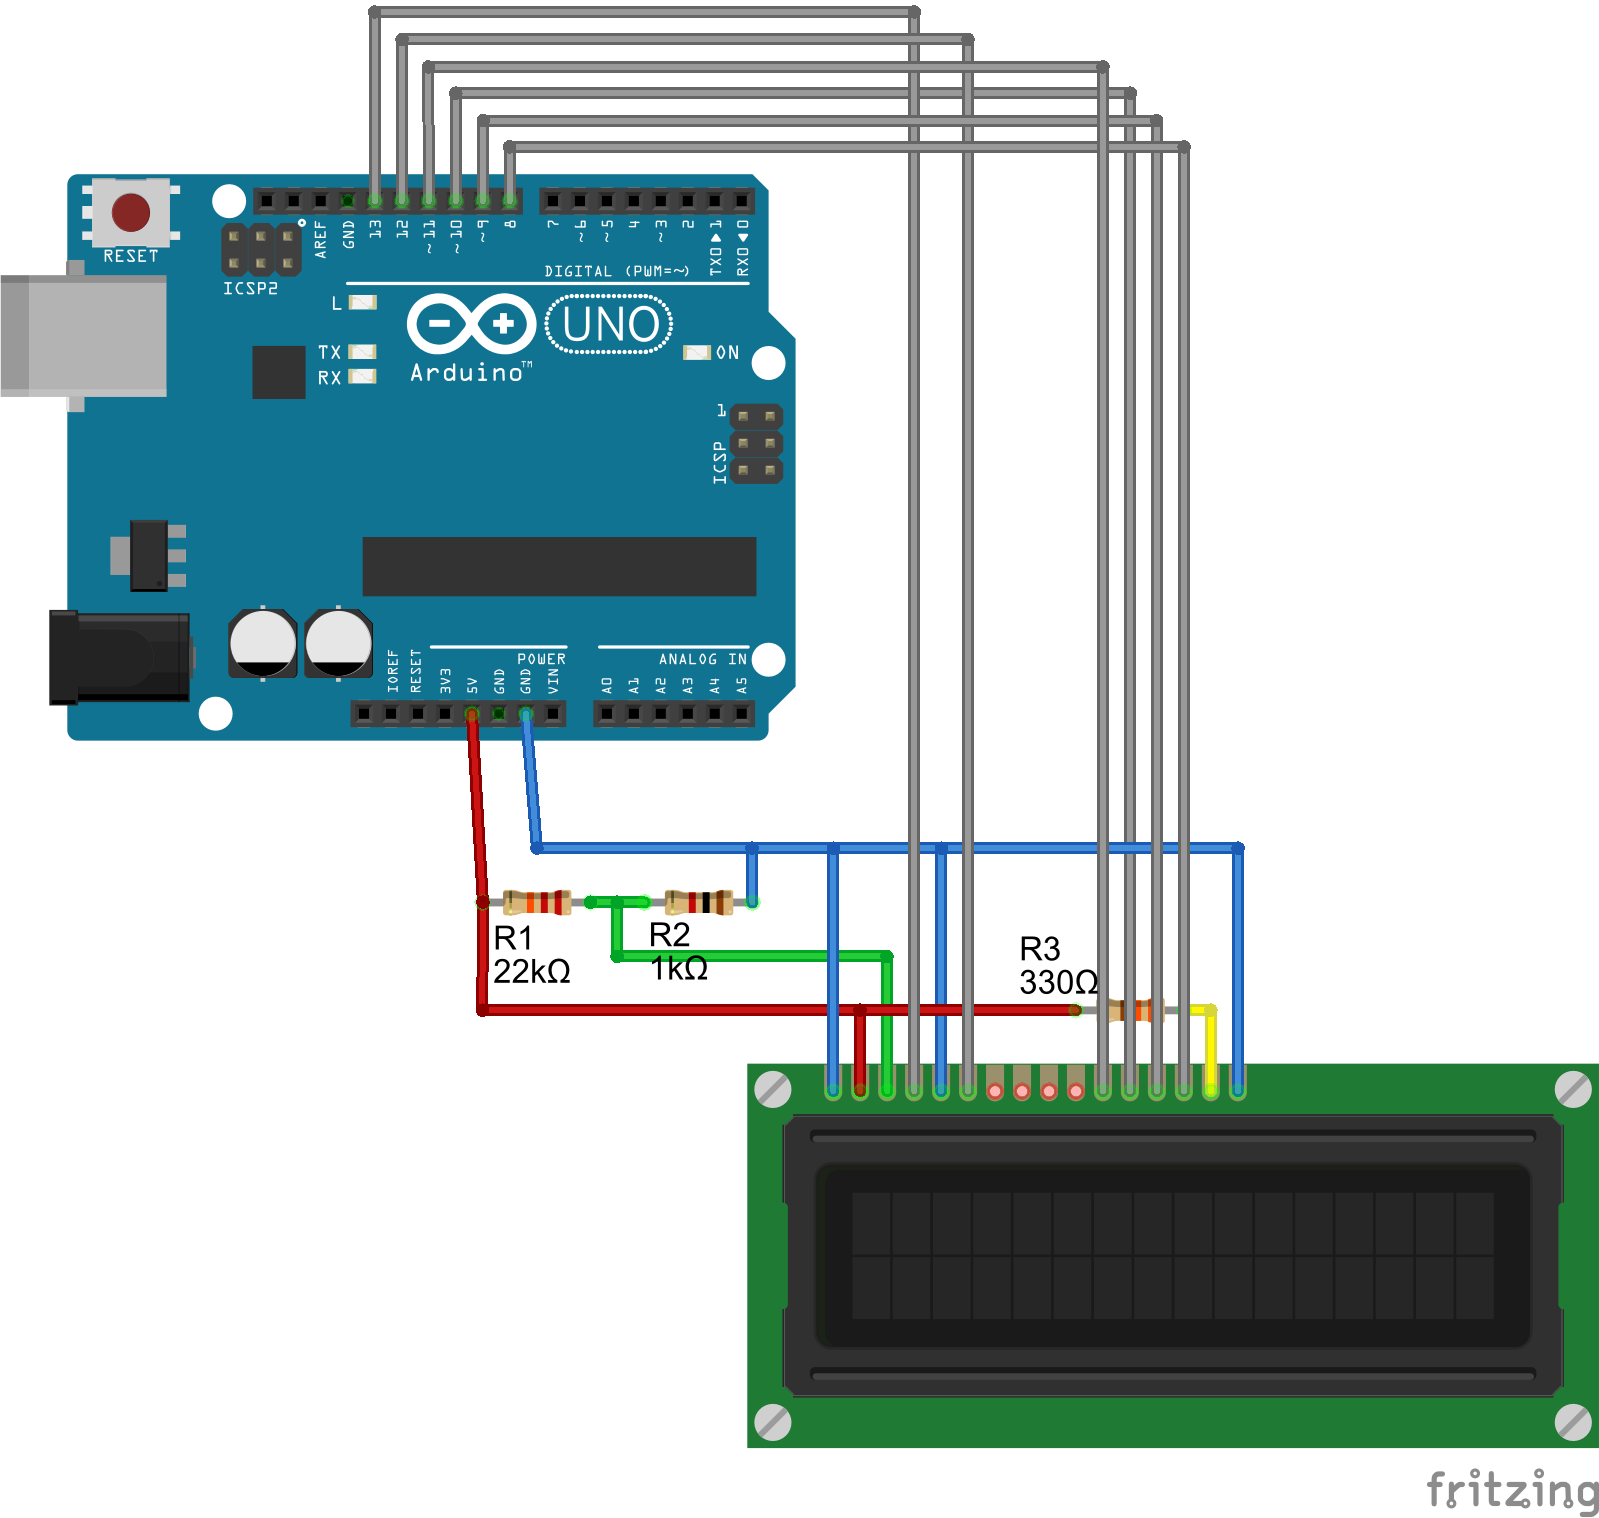 RESET
ICSP2
AREF
GND
13
12
~11
~10
~9
8
7
~6
~5
4
~3
2
TX0▶1
RX0◀0
DIGITAL (PWM=~)
L
TX
RX
UNO
Arduino™
ON
1
ICSP
POWER
ANALOG IN
IOREF
RESET
3V3
5V
GND
GND
VIN
A0
A1
A2
A3
A4
A5
R1
22kΩ
R2
1kΩ
R3
330Ω
fritzing